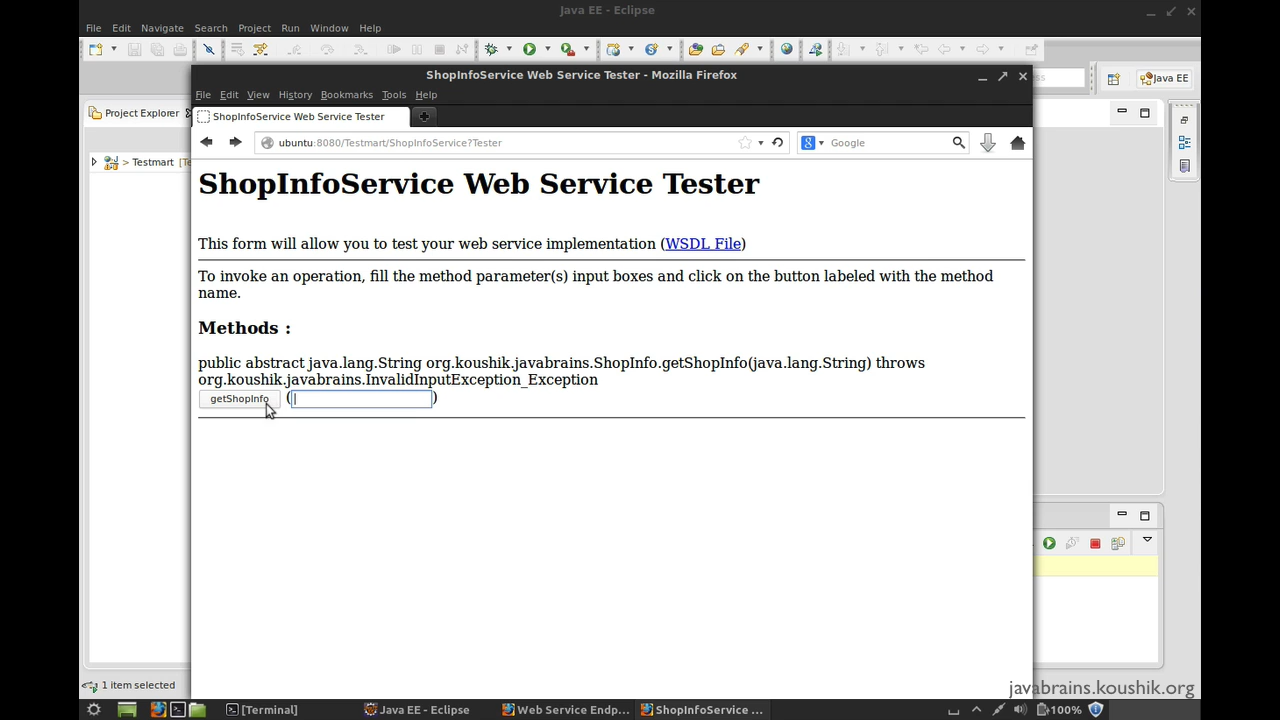 Java EE - Eclipse
File Edit Navigate Search Project Run Window Help
Java EE
Project Explorer
> Testmart
ShopInfoService Web Service Tester - Mozilla Firefox
File Edit View History Bookmarks Tools Help
ShopInfoService Web Service Tester
ubuntu:8080/Testmart/ShopInfoService?Tester
Google
ShopInfoService Web Service Tester
This form will allow you to test your web service implementation (WSDL File)
To invoke an operation, fill the method parameter(s) input boxes and click on the button labeled with the method
name.
Methods :
public abstract java.lang.String org.koushik.javabrains.ShopInfo.getShopInfo(java.lang.String) throws
org.koushik.javabrains.InvalidInputException_Exception
getShopInfo ( )
1 item selected
javabrains.koushik.org
[Terminal] Java EE - Eclipse Web Service Endp... ShopInfoService ... 100%